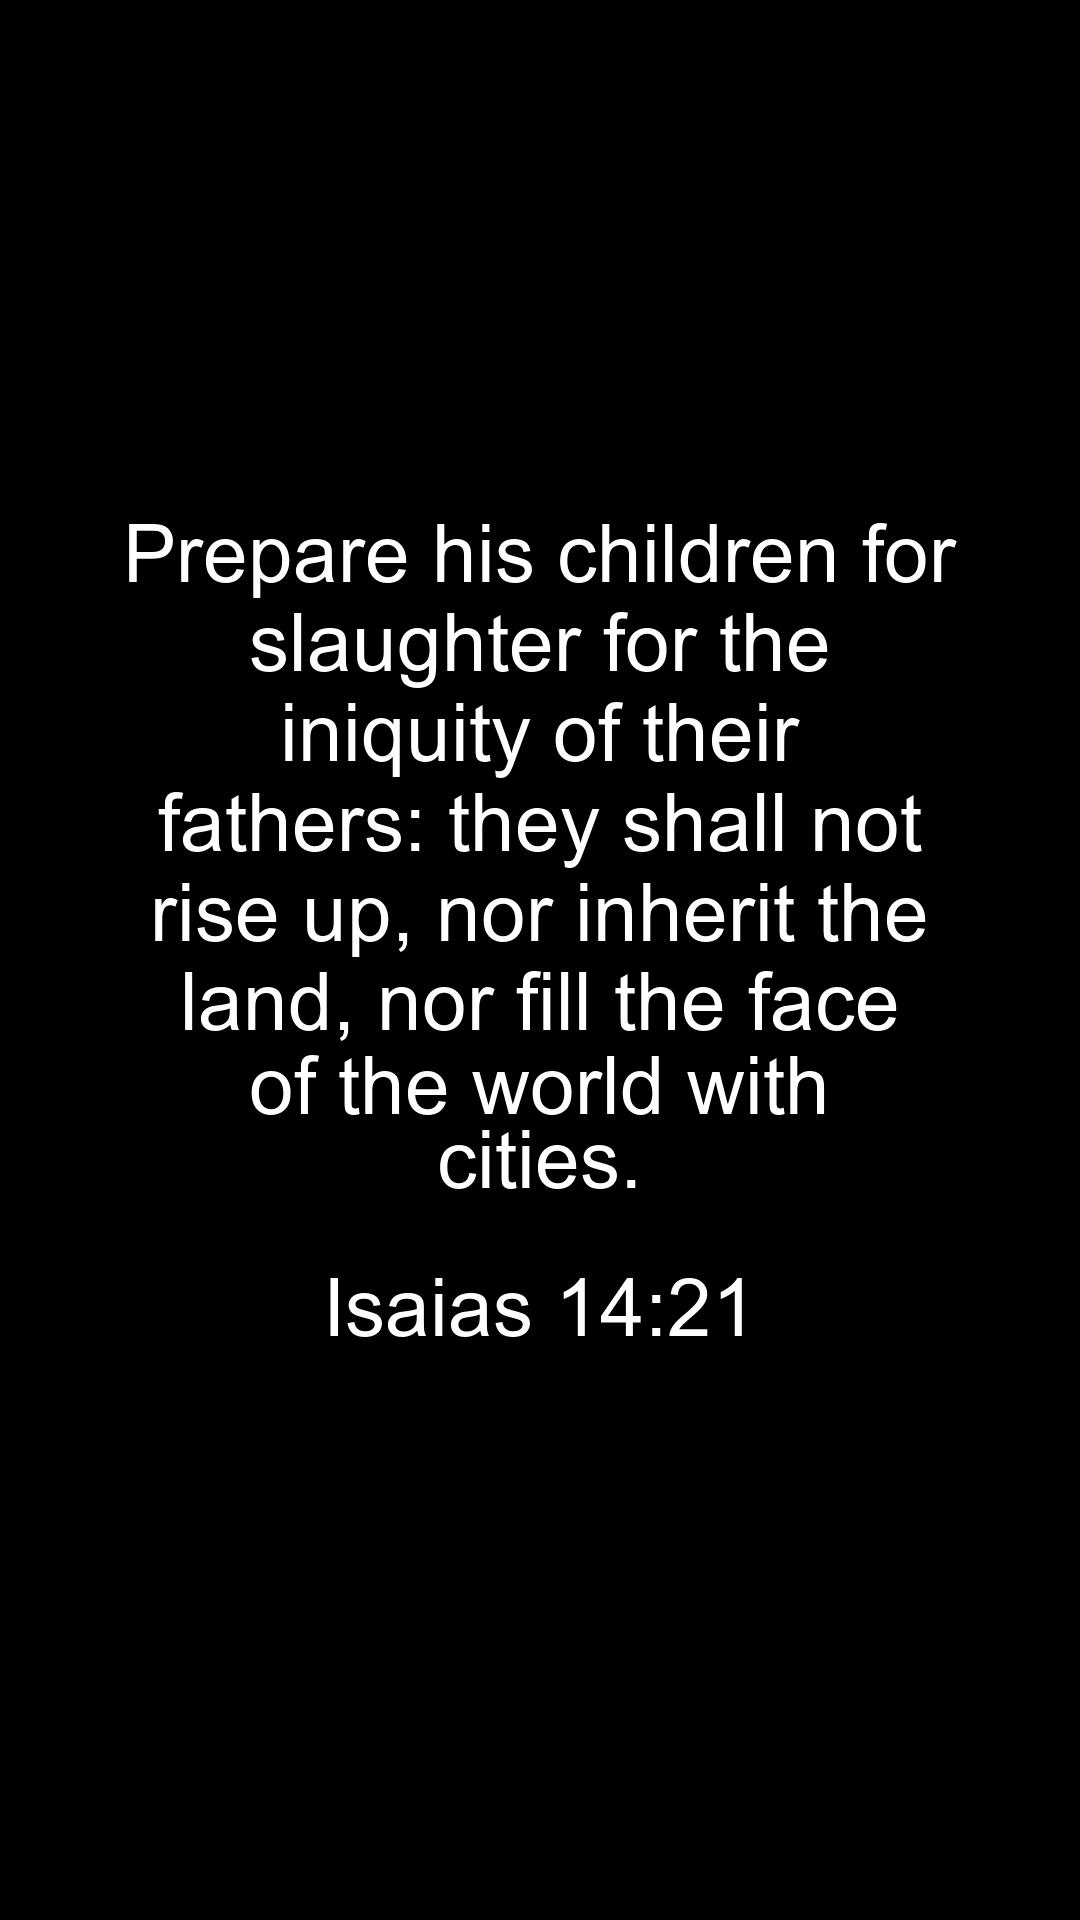 Prepare his children for
slaughter for the
iniquity of their
fathers: they shall not
rise up, nor inherit the
land, nor fill the face
of the world with
cities.
Isaias 14:21